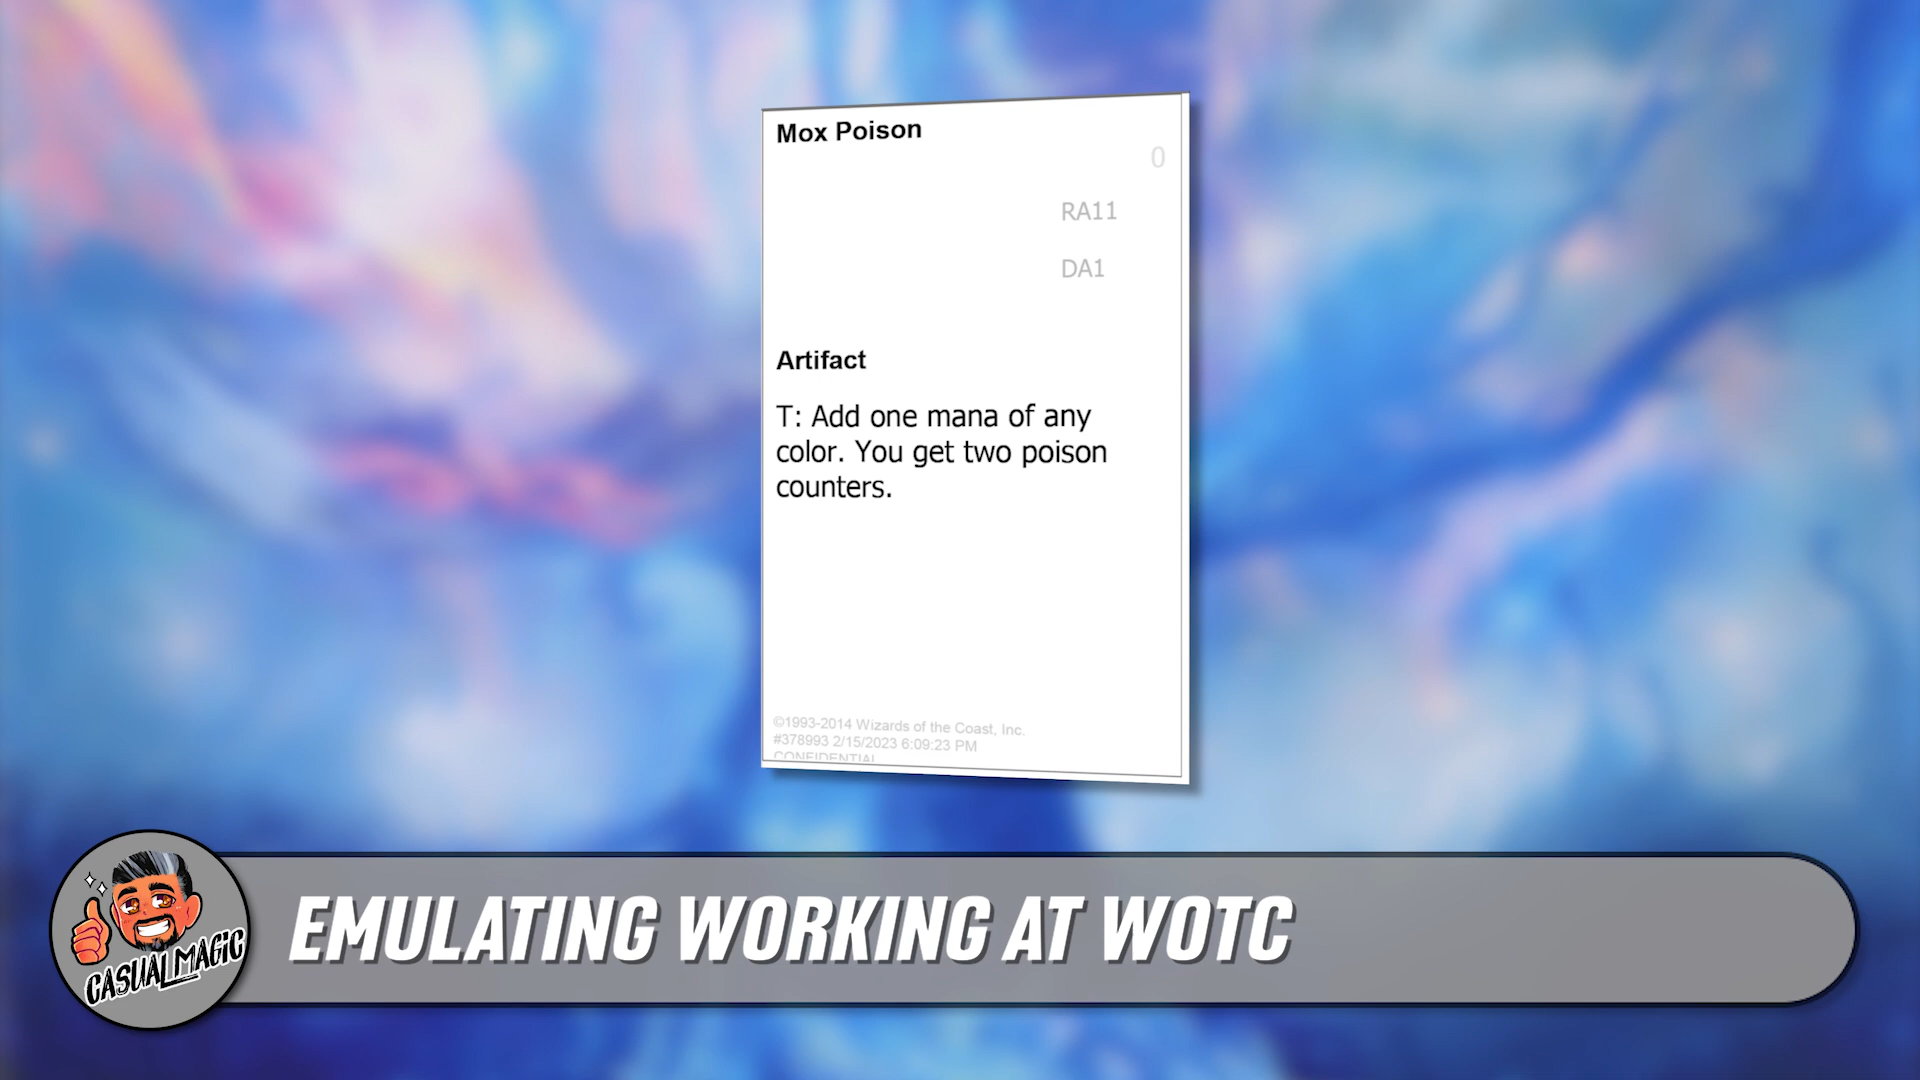 Mox Poison
0
RA11
DA1
Artifact
T: Add one mana of any
color. You get two poison
counters.
©1993-2014 Wizards of the Coast, Inc.
#378993 2/15/2023 6:09:23 PM
CONFIDENTIAL
EMULATING WORKING AT WOTC
CASUAL MAGIC